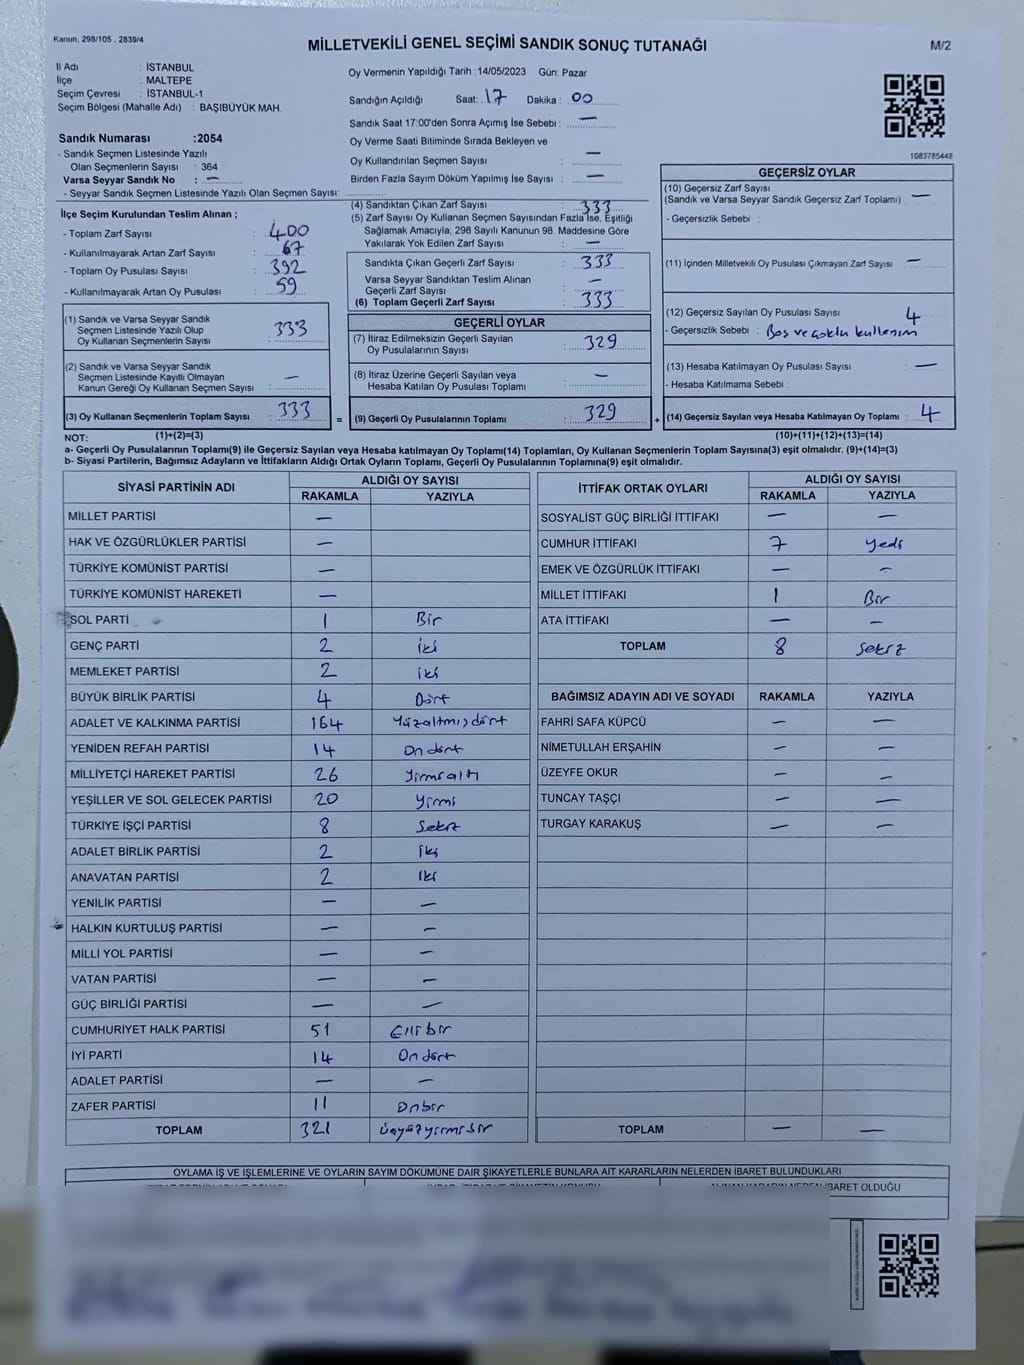 Kanun, 298/105 , 2839/4
MİLLETVEKİLİ GENEL SEÇİMİ SANDIK SONUÇ TUTANAĞI
M/2
İl Adı : İSTANBUL
İlçe : MALTEPE
Seçim Çevresi : İSTANBUL-1
Seçim Bölgesi (Mahalle Adı) : BAŞIBÜYÜK MAH.
Sandık Numarası :2054
- Sandık Seçmen Listesinde Yazılı
Olan Seçmenlerin Sayısı : 364
Varsa Seyyar Sandık No : —
- Seyyar Sandık Seçmen Listesinde Yazılı Olan Seçmen Sayısı:
Oy Vermenin Yapıldığı Tarih :14/05/2023 Gün: Pazar
Sandığın Açıldığı Saat: 17 Dakika : 00
Sandık Saat 17:00'den Sonra Açımış İse Sebebi : —
Oy Verme Saati Bitiminde Sırada Bekleyen ve
Oy Kullandırılan Seçmen Sayısı : —
Birden Fazla Sayım Döküm Yapılmış İse Sayısı : —
1083785448
İlçe Seçim Kurulundan Teslim Alınan ;
- Toplam Zarf Sayısı : 400
- Kullanılmayarak Artan Zarf Sayısı : 67
- Toplam Oy Pusulası Sayısı : 392
- Kullanılmayarak Artan Oy Pusulası : 59
(1) Sandık ve Varsa Seyyar Sandık
Seçmen Listesinde Yazılı Olup
Oy Kullanan Seçmenlerin Sayısı : 333
(2) Sandık ve Varsa Seyyar Sandık
Seçmen Listesinde Kayıtlı Olmayan
Kanun Gereği Oy Kullanan Seçmen Sayısı : —
(3) Oy Kullanan Seçmenlerin Toplam Sayısı : 333
(4) Sandıktan Çıkan Zarf Sayısı : 333
(5) Zarf Sayısı Oy Kullanan Seçmen Sayısından Fazla İse, Eşitliği
Sağlamak Amacıyla, 298 Sayılı Kanunun 98. Maddesine Göre
Yakılarak Yok Edilen Zarf Sayısı : —
Sandıkta Çıkan Geçerli Zarf Sayısı : 333
Varsa Seyyar Sandıktan Teslim Alınan
Geçerli Zarf Sayısı : —
(6) Toplam Geçerli Zarf Sayısı : 333
GEÇERLİ OYLAR
(7) İtiraz Edilmeksizin Geçerli Sayılan
Oy Pusulalarının Sayısı : 329
(8) İtiraz Üzerine Geçerli Sayılan veya
Hesaba Katılan Oy Pusulası Toplamı : —
= (9) Geçerli Oy Pusulalarının Toplamı : 329
GEÇERSİZ OYLAR
(10) Geçersiz Zarf Sayısı
(Sandık ve Varsa Seyyar Sandık Geçersiz Zarf Toplamı) : —
- Geçersizlik Sebebi :
(11) İçinden Milletvekili Oy Pusulası Çıkmayan Zarf Sayısı : —
(12) Geçersiz Sayılan Oy Pusulası Sayısı : 4
- Geçersizlik Sebebi : Boş ve çoklu kullanım
(13) Hesaba Katılmayan Oy Pusulası Sayısı : —
- Hesaba Katılmama Sebebi :
+ (14) Geçersiz Sayılan veya Hesaba Katılmayan Oy Toplamı : 4
NOT: (1)+(2)=(3) (10)+(11)+(12)+(13)=(14)
a- Geçerli Oy Pusulalarının Toplamı(9) ile Geçersiz Sayılan veya Hesaba katılmayan Oy Toplamı(14) Toplamları, Oy Kullanan Seçmenlerin Toplam Sayısına(3) eşit olmalıdır. (9)+(14)=(3)
b- Siyasi Partilerin, Bağımsız Adayların ve İttifakların Aldığı Ortak Oyların Toplamı, Geçerli Oy Pusulalarının Toplamına(9) eşit olmalıdır.
SİYASİ PARTİNİN ADI ALDIĞI OY SAYISI
RAKAMLA YAZIYLA
MİLLET PARTİSİ —
HAK VE ÖZGÜRLÜKLER PARTİSİ —
TÜRKİYE KOMÜNİST PARTİSİ —
TÜRKİYE KOMÜNİST HAREKETİ —
SOL PARTİ 1 Bir
GENÇ PARTİ 2 iki
MEMLEKET PARTİSİ 2 iki
BÜYÜK BİRLİK PARTİSİ 4 Dört
ADALET VE KALKINMA PARTİSİ 164 Yüzaltmışdört
YENİDEN REFAH PARTİSİ 14 On dört
MİLLİYETÇİ HAREKET PARTİSİ 26 Yirmialtı
YEŞİLLER VE SOL GELECEK PARTİSİ 20 Yirmi
TÜRKİYE İŞÇİ PARTİSİ 8 Sekiz
ADALET BİRLİK PARTİSİ 2 İki
ANAVATAN PARTİSİ 2 İki
YENİLİK PARTİSİ — —
HALKIN KURTULUŞ PARTİSİ — —
MİLLİ YOL PARTİSİ — —
VATAN PARTİSİ — —
GÜÇ BİRLİĞİ PARTİSİ — —
CUMHURİYET HALK PARTİSİ 51 Ellibir
İYİ PARTİ 14 On dört
ADALET PARTİSİ — —
ZAFER PARTİSİ 11 Onbir
TOPLAM 321 üçyüzyirmibir
İTTİFAK ORTAK OYLARI ALDIĞI OY SAYISI
RAKAMLA YAZIYLA
SOSYALİST GÜÇ BİRLİĞİ İTTİFAKI — —
CUMHUR İTTİFAKI 7 Yedi
EMEK VE ÖZGÜRLÜK İTTİFAKI — —
MİLLET İTTİFAKI 1 Bir
ATA İTTİFAKI — —
TOPLAM 8 Sekiz
BAĞIMSIZ ADAYIN ADI VE SOYADI RAKAMLA YAZIYLA
FAHRİ SAFA KÜPCÜ — —
NİMETULLAH ERŞAHİN — —
ÜZEYFE OKUR — —
TUNCAY TAŞÇI — —
TURGAY KARAKUŞ — —
TOPLAM — —
OYLAMA İŞ VE İŞLEMLERİNE VE OYLARIN SAYIM DÖKÜMÜNE DAİR ŞİKAYETLERLE BUNLARA AİT KARARLARIN NELERDEN İBARET BULUNDUKLARI
ALINAN KARARIN NEDEN İBARET OLDUĞU